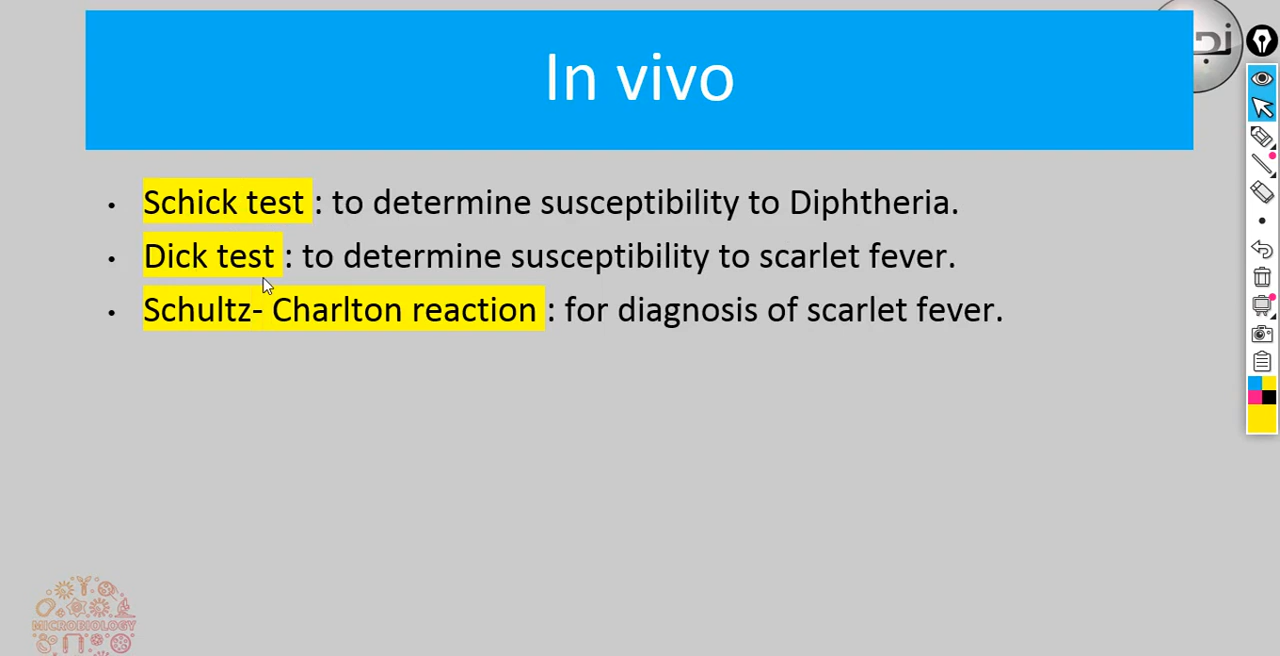 In vivo
• Schick test : to determine susceptibility to Diphtheria.
• Dick test : to determine susceptibility to scarlet fever.
• Schultz- Charlton reaction : for diagnosis of scarlet fever.
MICROBIOLOGY